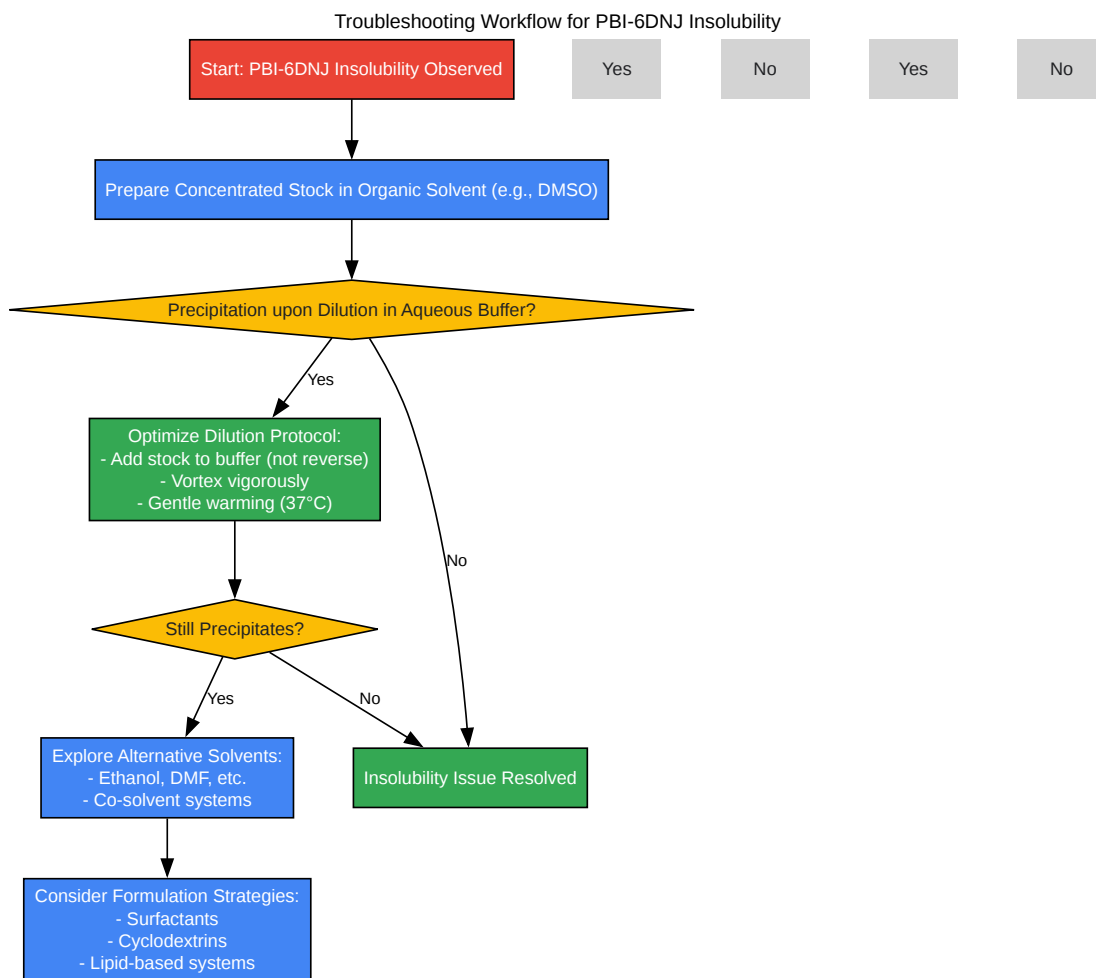 Troubleshooting Workflow for PBI-6DNJ Insolubility
Start: PBI-6DNJ Insolubility Observed
Yes
No
Yes
No
Prepare Concentrated Stock in Organic Solvent (e.g., DMSO)
Precipitation upon Dilution in Aqueous Buffer?
Yes
Optimize Dilution Protocol:
- Add stock to buffer (not reverse)
- Vortex vigorously
- Gentle warming (37°C)
No
Still Precipitates?
Yes
No
Explore Alternative Solvents:
- Ethanol, DMF, etc.
- Co-solvent systems
Insolubility Issue Resolved
Consider Formulation Strategies:
- Surfactants
- Cyclodextrins
- Lipid-based systems